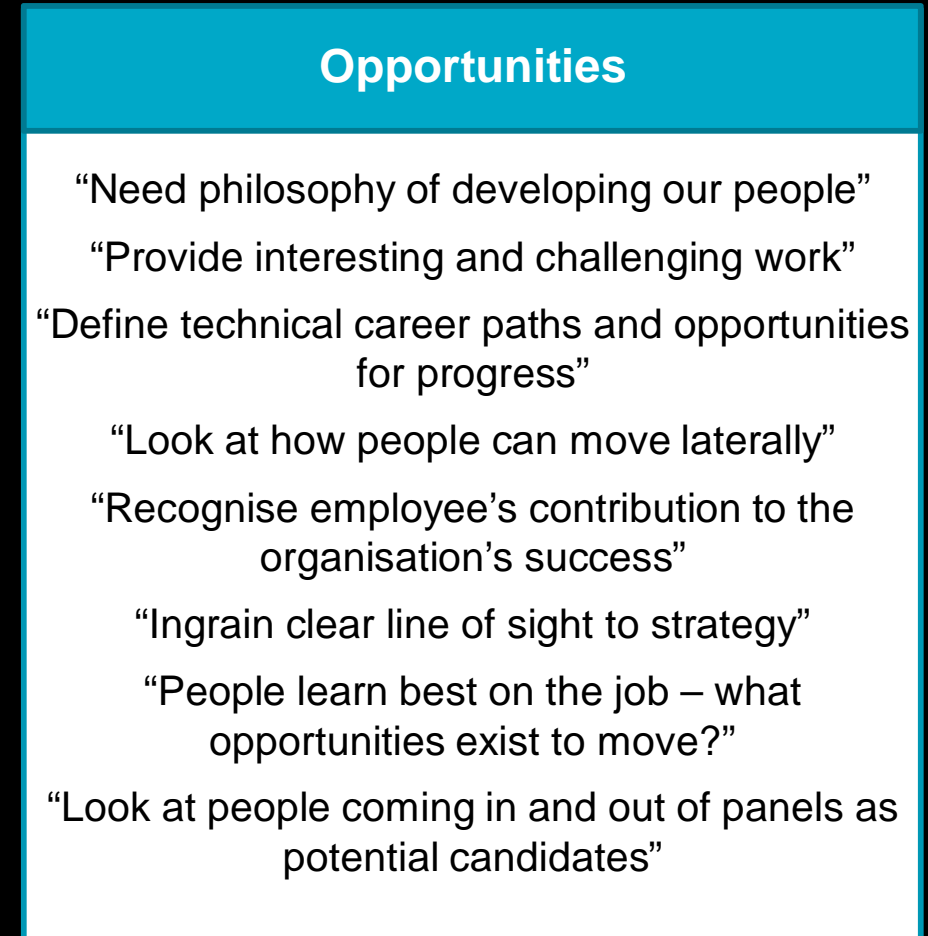 Opportunities
“Need philosophy of developing our people”
“Provide interesting and challenging work”
“Define technical career paths and opportunities
for progress”
“Look at how people can move laterally”
“Recognise employee’s contribution to the
organisation’s success”
“Ingrain clear line of sight to strategy”
“People learn best on the job – what
opportunities exist to move?”
“Look at people coming in and out of panels as
potential candidates”